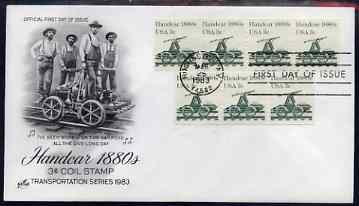 OFFICIAL FIRST DAY OF ISSUE
I'VE BEEN WORKING ON THE RAILROAD
ALL THE LIVE LONG DAY
Handcar 1880s
3¢ COIL STAMP
TRANSPORTATION SERIES 1983
Handcar 1880s
USA 3c
Handcar 1880s
USA 3c
Handcar 1880s
USA 3c
Handcar 1880s
USA 3c
1983
FIRST DAY OF ISSUE
Handcar 1880s
USA 3c
Handcar 1880s
USA 3c
Handcar 1880s
USA 3c